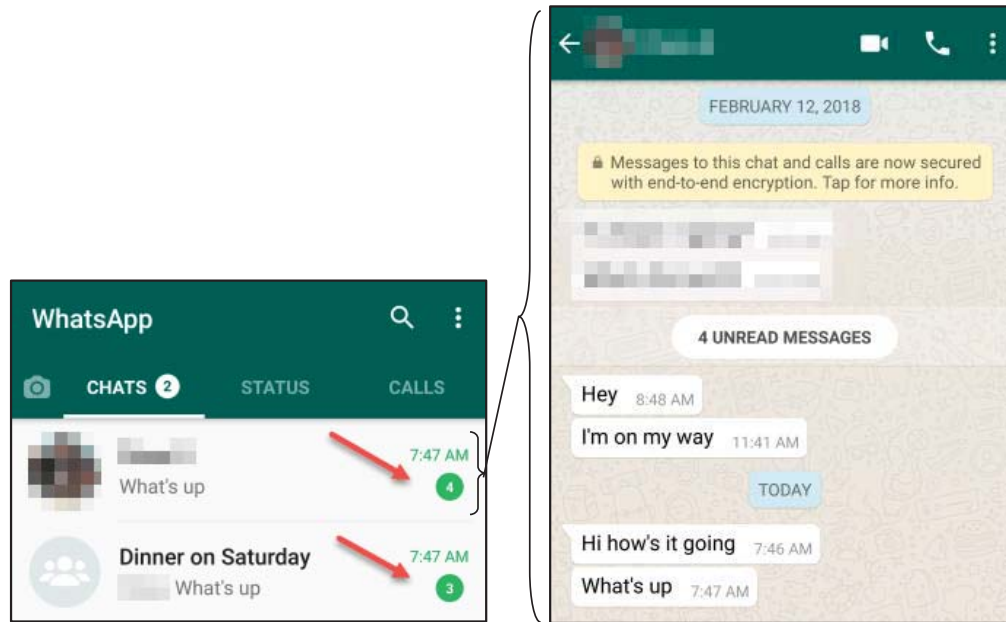 WhatsApp
CHATS 2
STATUS
CALLS
7:47 AM
What's up
4
Dinner on Saturday
7:47 AM
What's up
3
FEBRUARY 12, 2018
Messages to this chat and calls are now secured
with end-to-end encryption. Tap for more info.
4 UNREAD MESSAGES
Hey 8:48 AM
I'm on my way 11:41 AM
TODAY
Hi how's it going 7:46 AM
What's up 7:47 AM